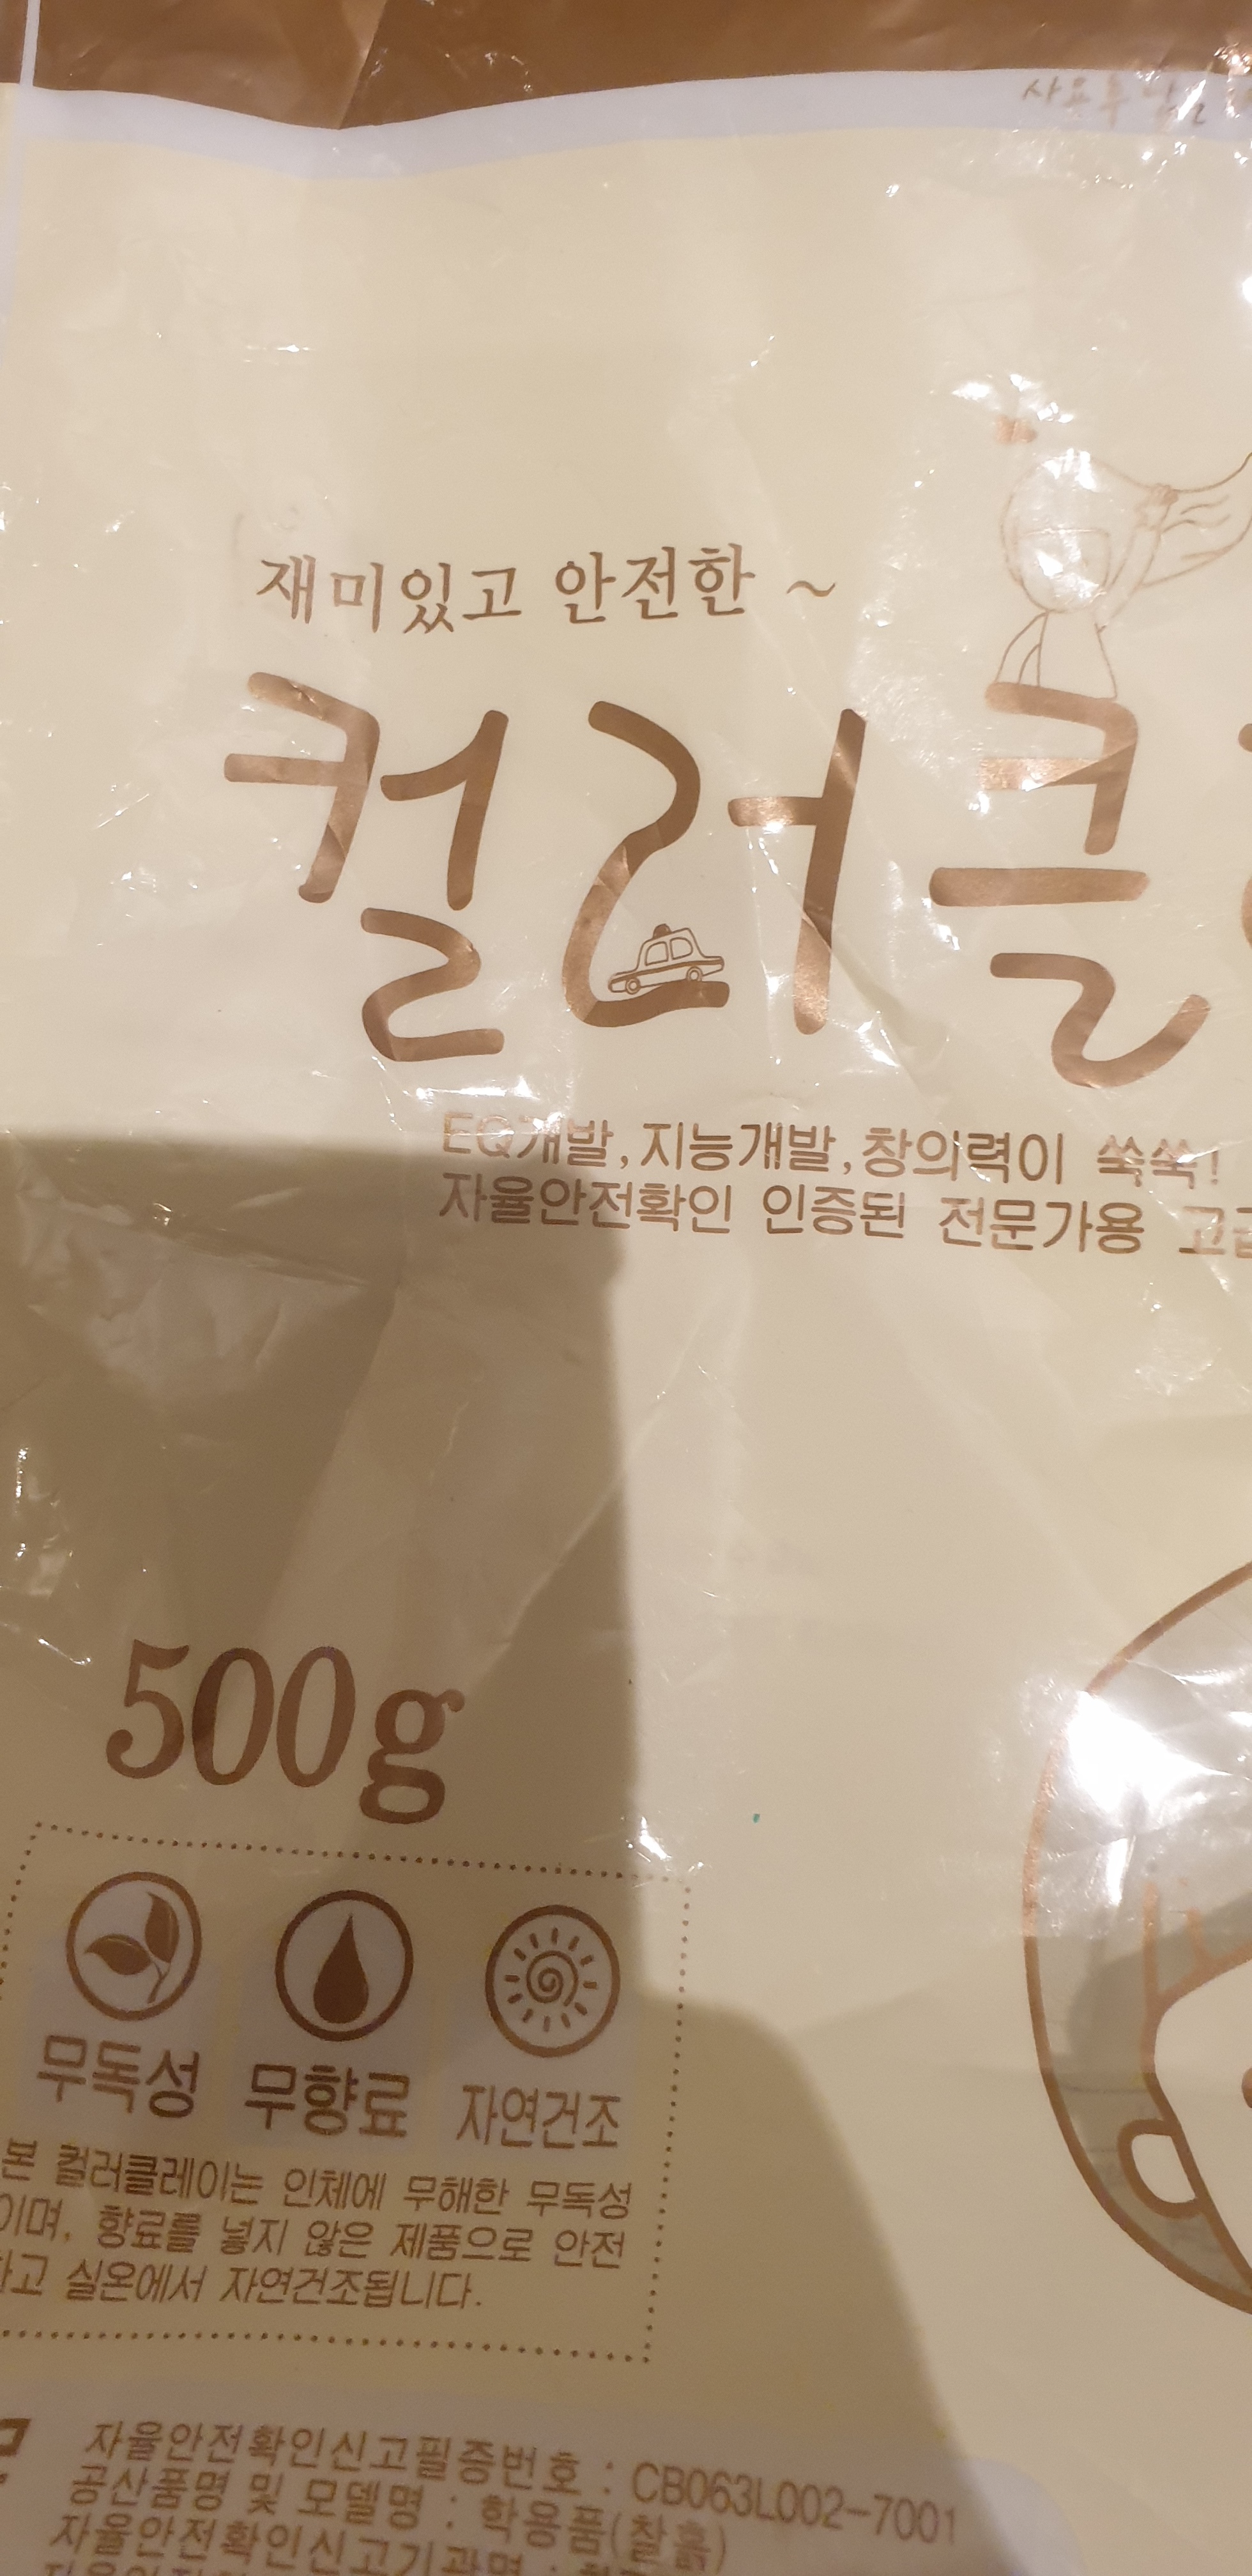 재미있고 안전한 ~
컬러클
EQ개발, 지능개발, 창의력이 쑥쑥!
자율안전확인 인증된 전문가용
500g
무독성 무향료 자연건조
본 컬러클레이는 인체에 무해한 무독성
이며, 향료를 넣지 않은 제품으로 안전
하고 실온에서 자연건조됩니다.
자율안전확인신고필증번호 : CB063L002-7001
공산품명 및 모델명 : 학용품(찰흙)
자율안전확인신고기관명 :